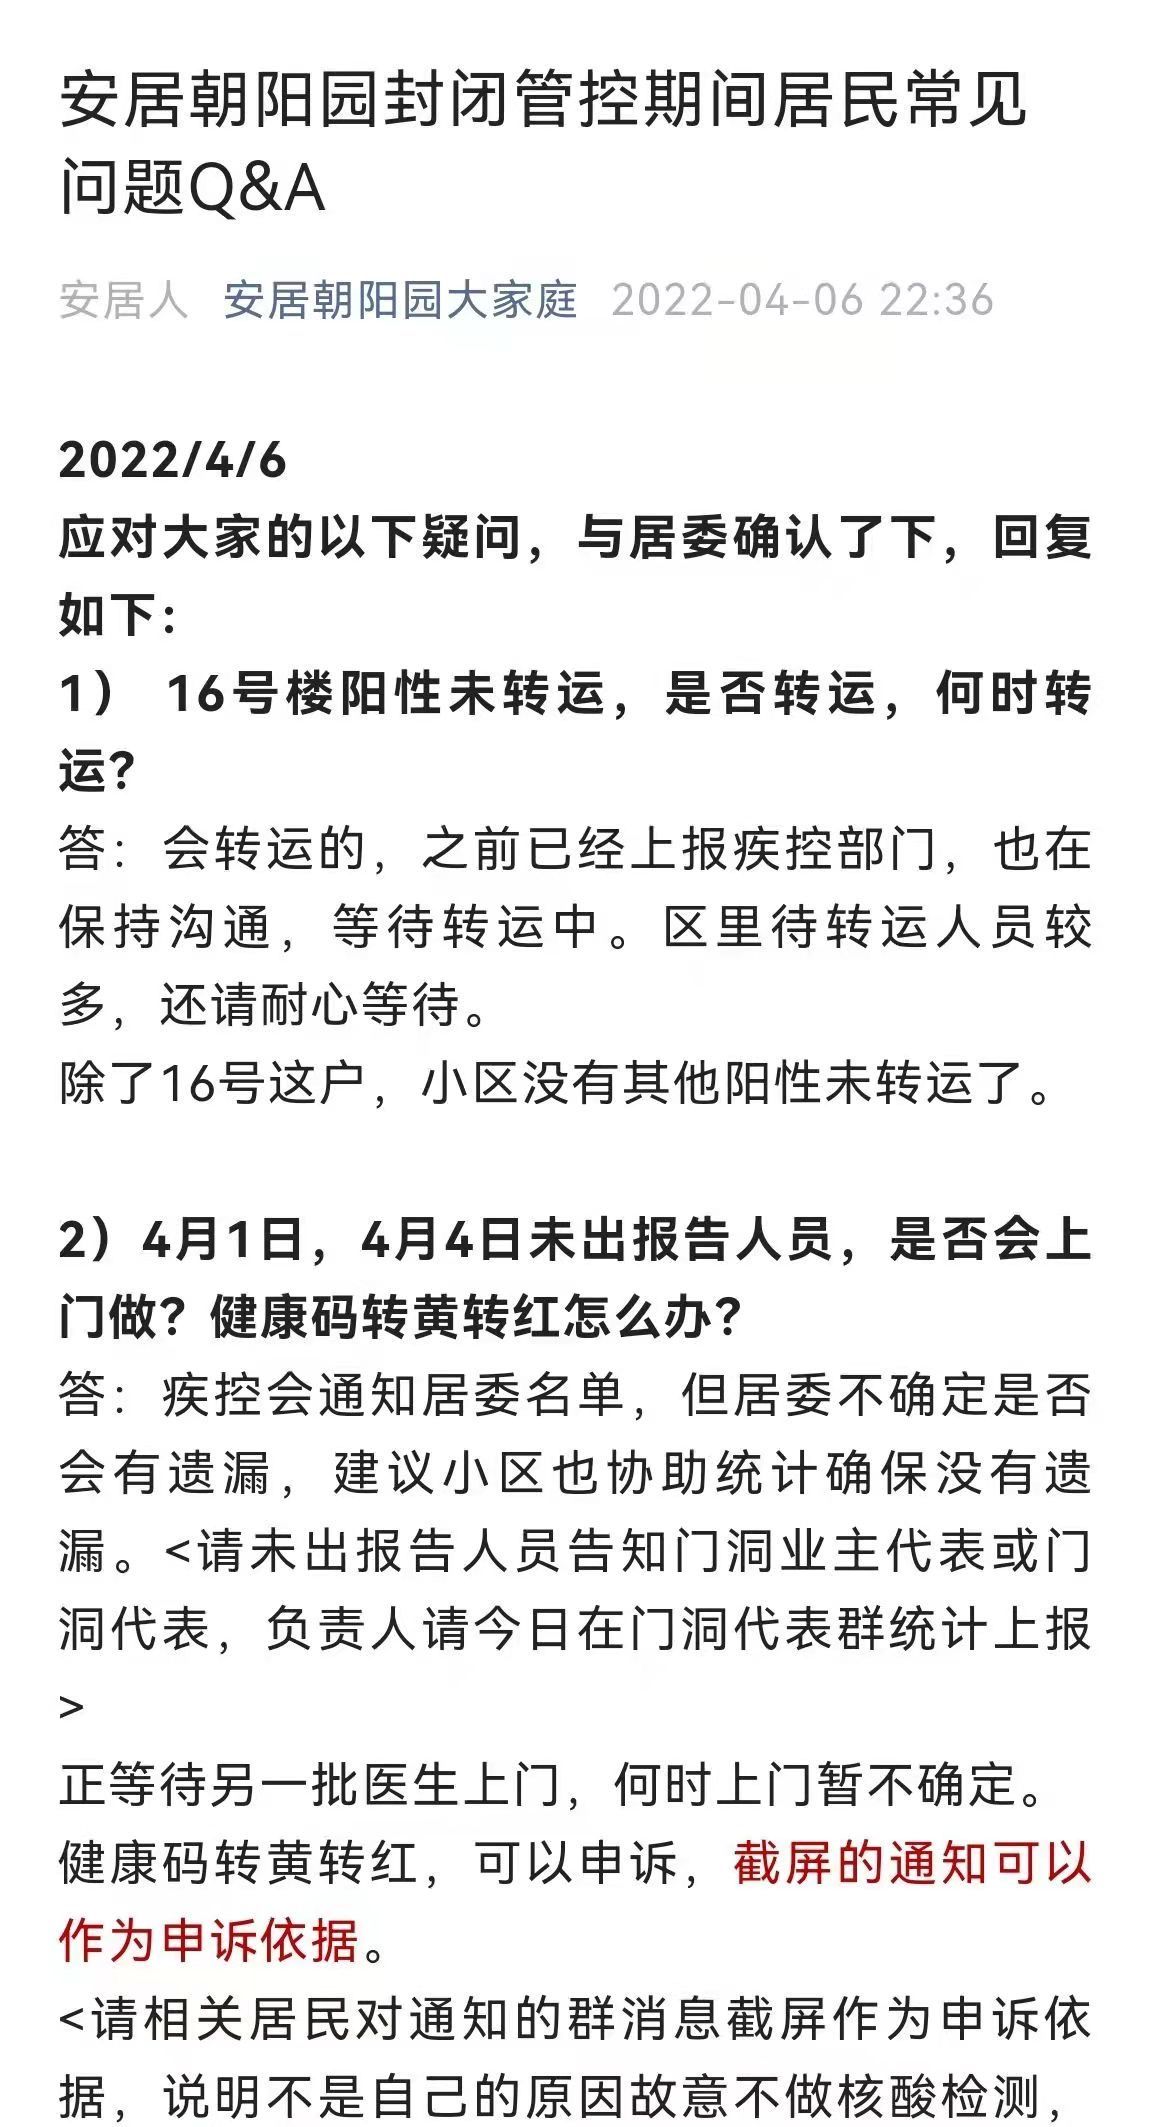 安居朝阳园封闭管控期间居民常见
问题Q&A
安居人 安居朝阳园大家庭 2022-04-06 22:36
2022/4/6
应对大家的以下疑问，与居委确认了下，回复
如下：
1） 16号楼阳性未转运，是否转运，何时转
运？
答：会转运的，之前已经上报疾控部门，也在
保持沟通，等待转运中。区里待转运人员较
多，还请耐心等待。
除了16号这户，小区没有其他阳性未转运了。
2）4月1日，4月4日未出报告人员，是否会上
门做？健康码转黄转红怎么办？
答：疾控会通知居委名单，但居委不确定是否
会有遗漏，建议小区也协助统计确保没有遗
漏。<请未出报告人员告知门洞业主代表或门
洞代表，负责人请今日在门洞代表群统计上报
>
正等待另一批医生上门，何时上门暂不确定。
健康码转黄转红，可以申诉，截屏的通知可以
作为申诉依据。
<请相关居民对通知的群消息截屏作为申诉依
据，说明不是自己的原因故意不做核酸检测，